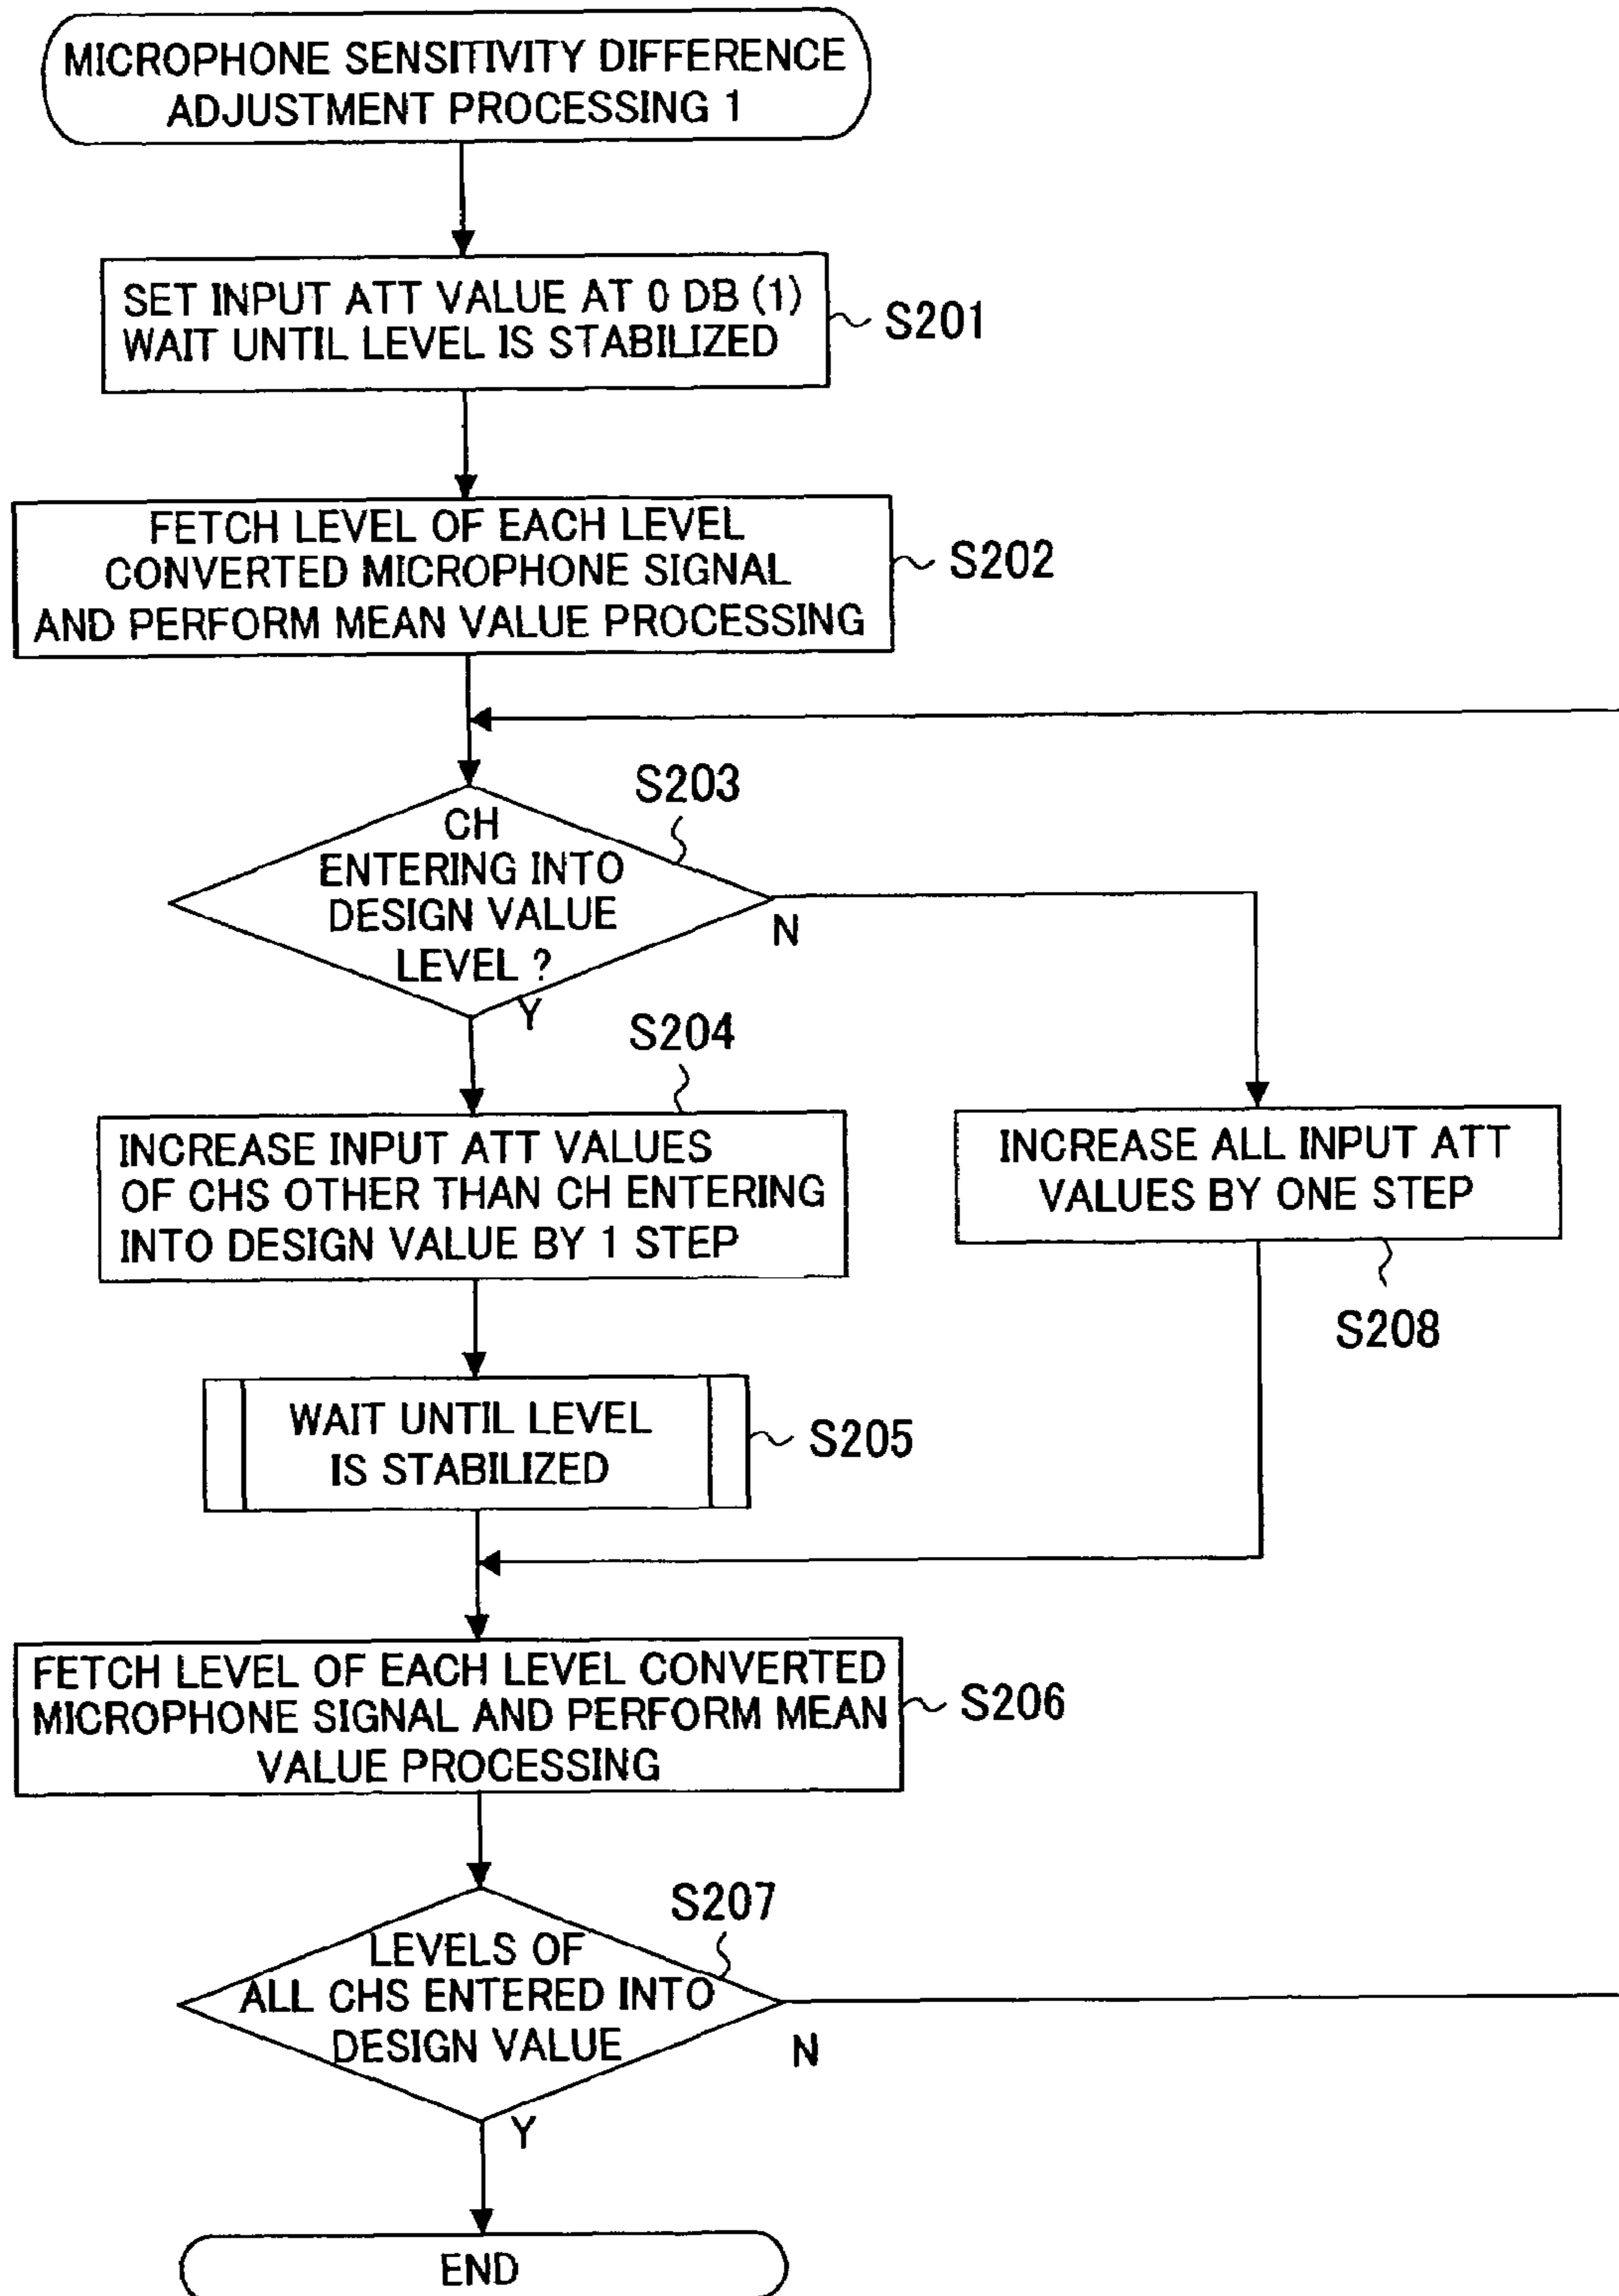 MICROPHONE SENSITIVITY DIFFERENCE
ADJUSTMENT PROCESSING 1
SET INPUT ATT VALUE AT 0 DB (1)
WAIT UNTIL LEVEL IS STABILIZED
S201
FETCH LEVEL OF EACH LEVEL
CONVERTED MICROPHONE SIGNAL
AND PERFORM MEAN VALUE PROCESSING
S202
S203
CH
ENTERING INTO
DESIGN VALUE
LEVEL ?
N
Y
S204
INCREASE INPUT ATT VALUES
OF CHS OTHER THAN CH ENTERING
INTO DESIGN VALUE BY 1 STEP
INCREASE ALL INPUT ATT
VALUES BY ONE STEP
S208
WAIT UNTIL LEVEL
IS STABILIZED
S205
FETCH LEVEL OF EACH LEVEL CONVERTED
MICROPHONE SIGNAL AND PERFORM MEAN
VALUE PROCESSING
S206
S207
LEVELS OF
ALL CHS ENTERED INTO
DESIGN VALUE
N
Y
END